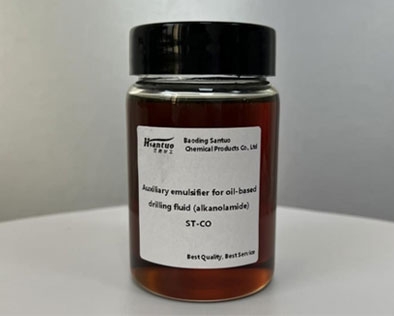 Hsantuo
Baoding Santuo
Chemical Products Co., Ltd
Auxiliary emulsifier for oil-based
drilling fluid (alkanolamide)
ST-CO
Best Quality, Best Service